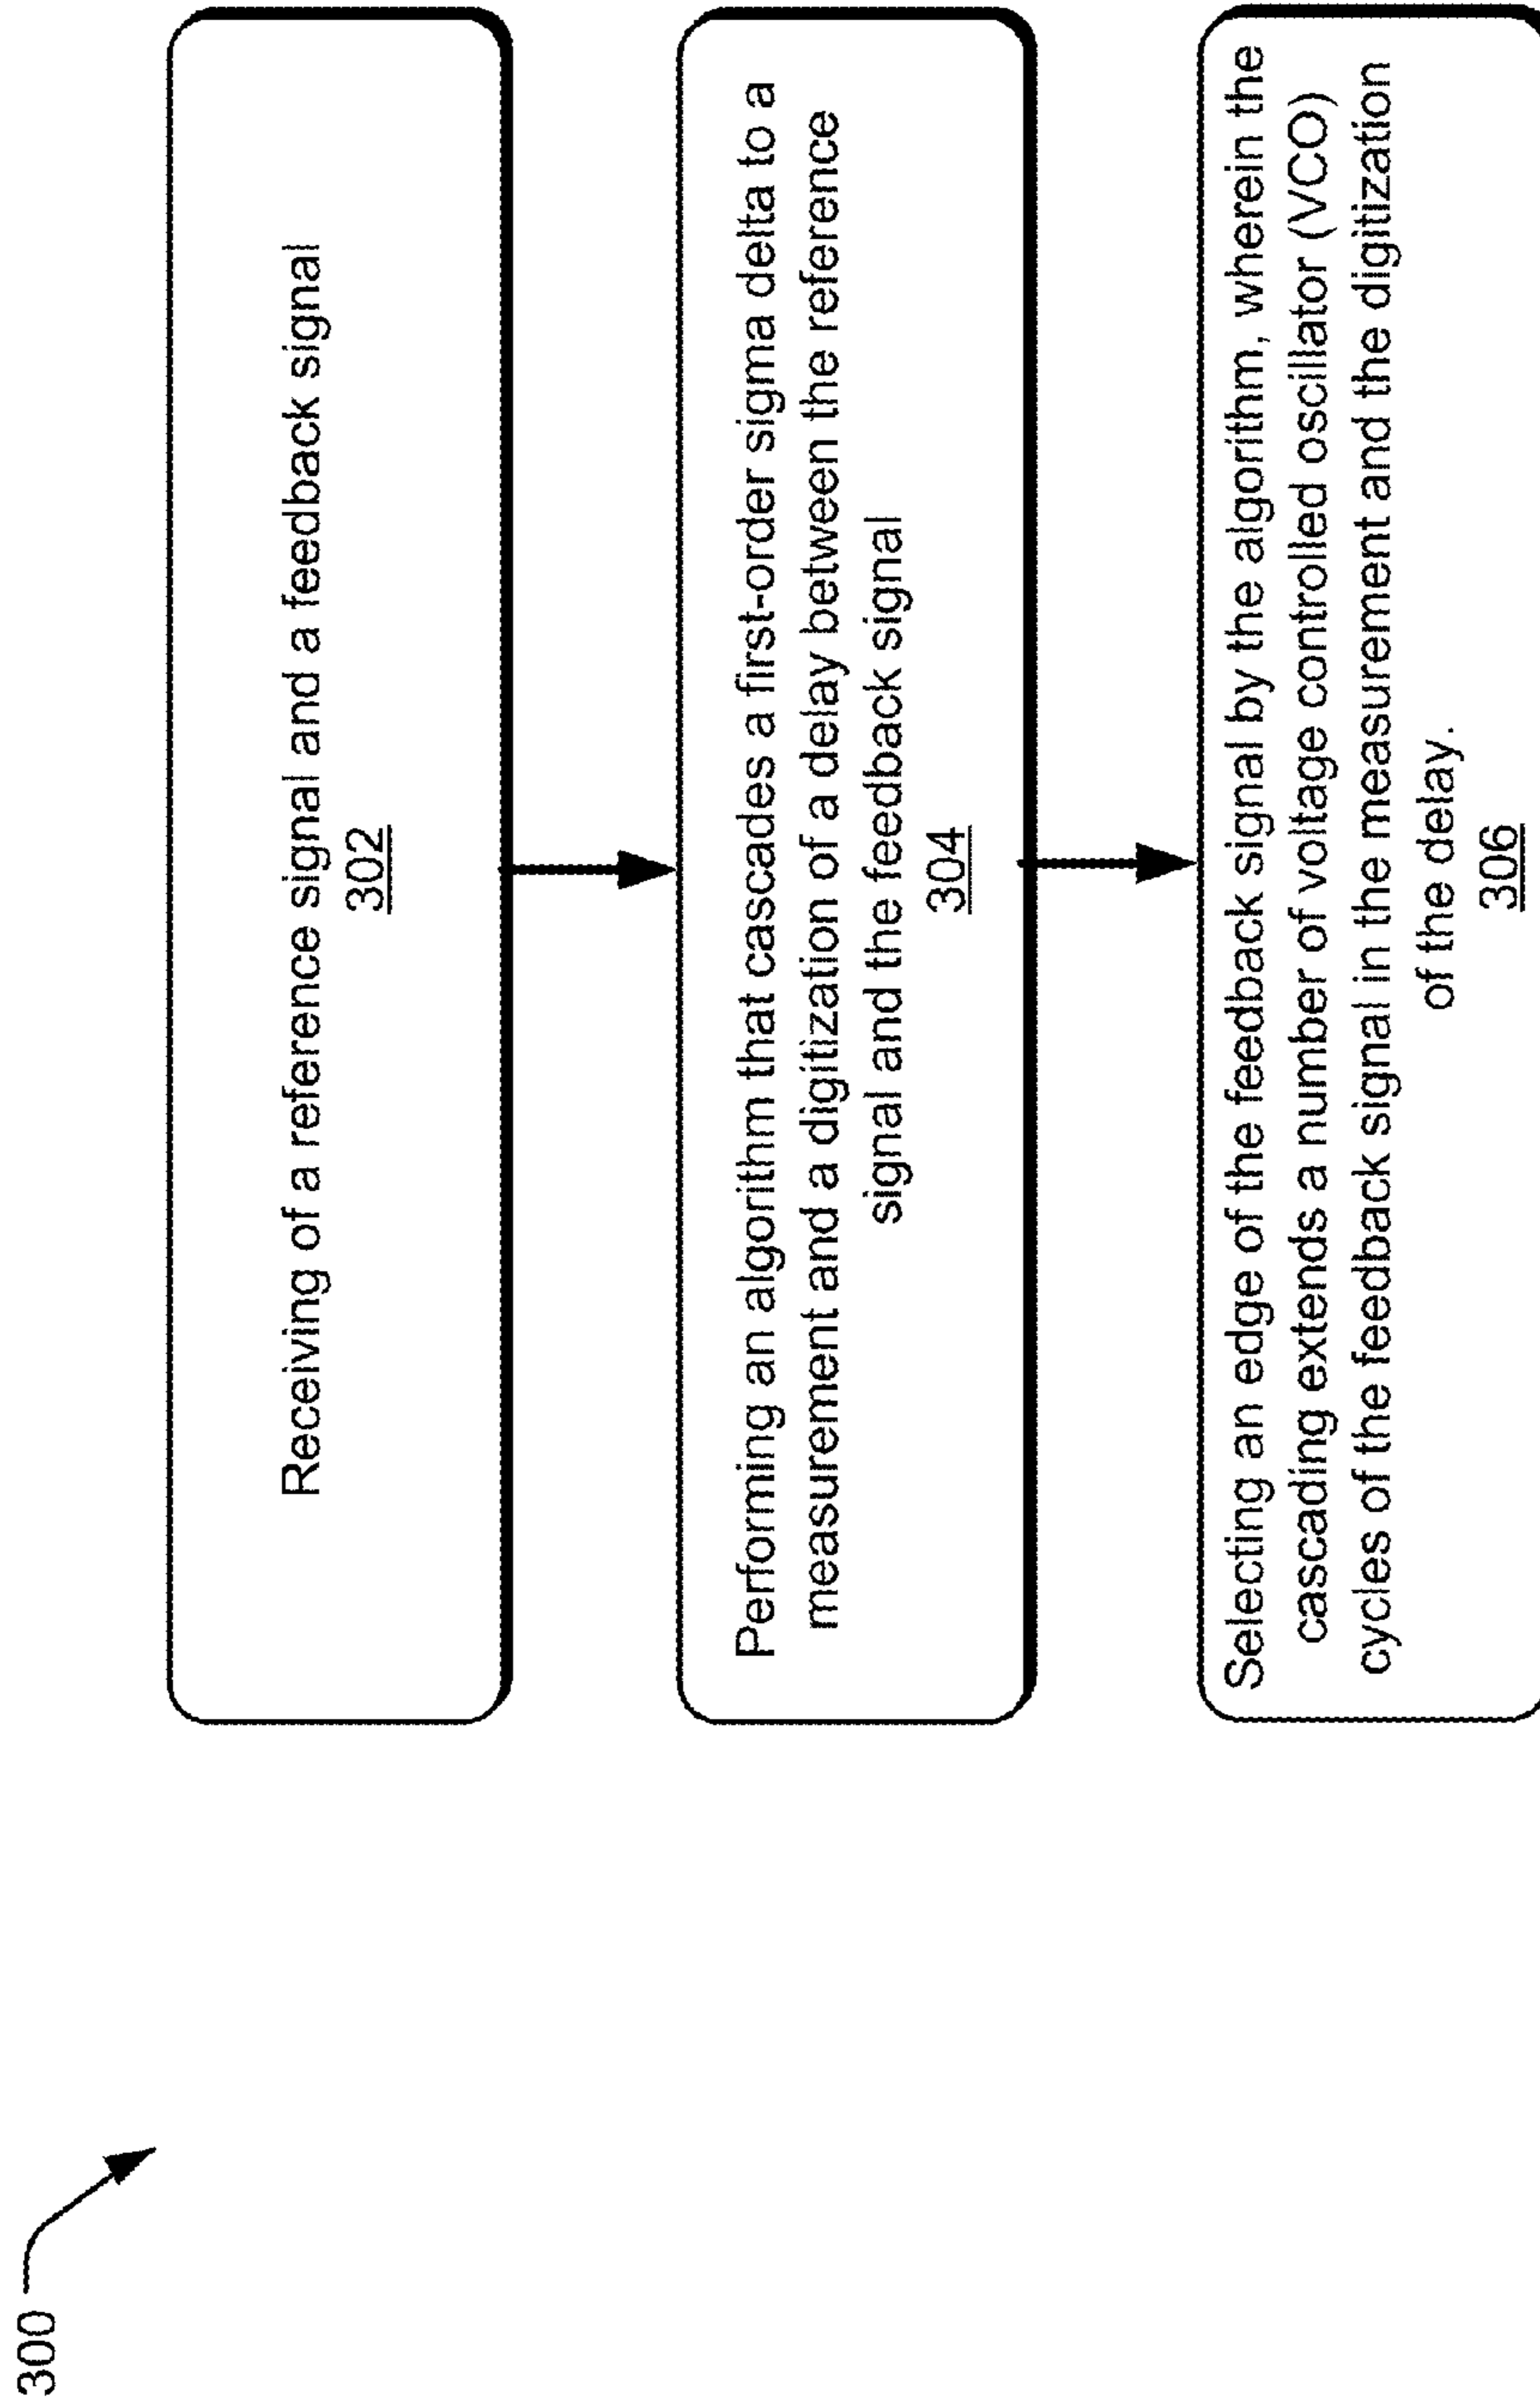 300
Receiving of a reference signal and a feedback signal
302
Performing an algorithm that cascades a first-order sigma delta to a
measurement and a digitization of a delay between the reference
signal and the feedback signal
304
Selecting an edge of the feedback signal by the algorithm, wherein the
cascading extends a number of voltage controlled oscillator (VCO)
cycles of the feedback signal in the measurement and the digitization
of the delay.
306